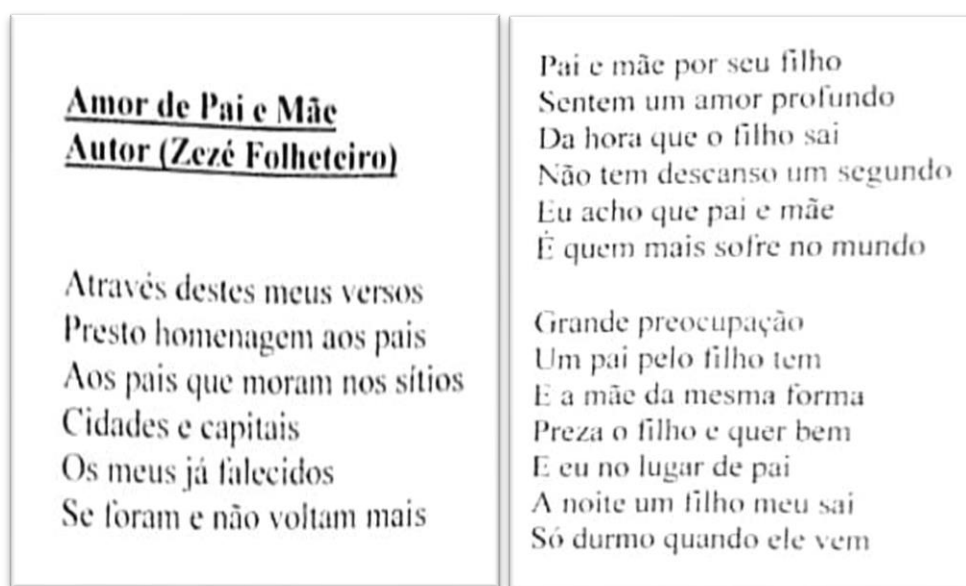 Amor de Pai e Mãe
Autor (Zezé Folheteiro)
Através destes meus versos
Presto homenagem aos pais
Aos pais que moram nos sítios
Cidades e capitais
Os meus já falecidos
Se foram e não voltam mais
Pai e mãe por seu filho
Sentem um amor profundo
Da hora que o filho sai
Não tem descanso um segundo
Eu acho que pai e mãe
É quem mais sofre no mundo
Grande preocupação
Um pai pelo filho tem
E a mãe da mesma forma
Preza o filho e quer bem
E eu no lugar de pai
A noite um filho meu sai
Só durmo quando ele vem